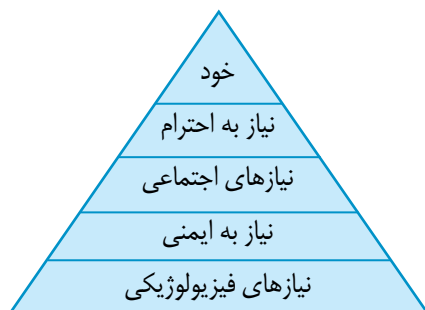 خود
نیاز به احترام
نیازهای اجتماعی
نیاز به ایمنی
نیازهای فیزیولوژیکی